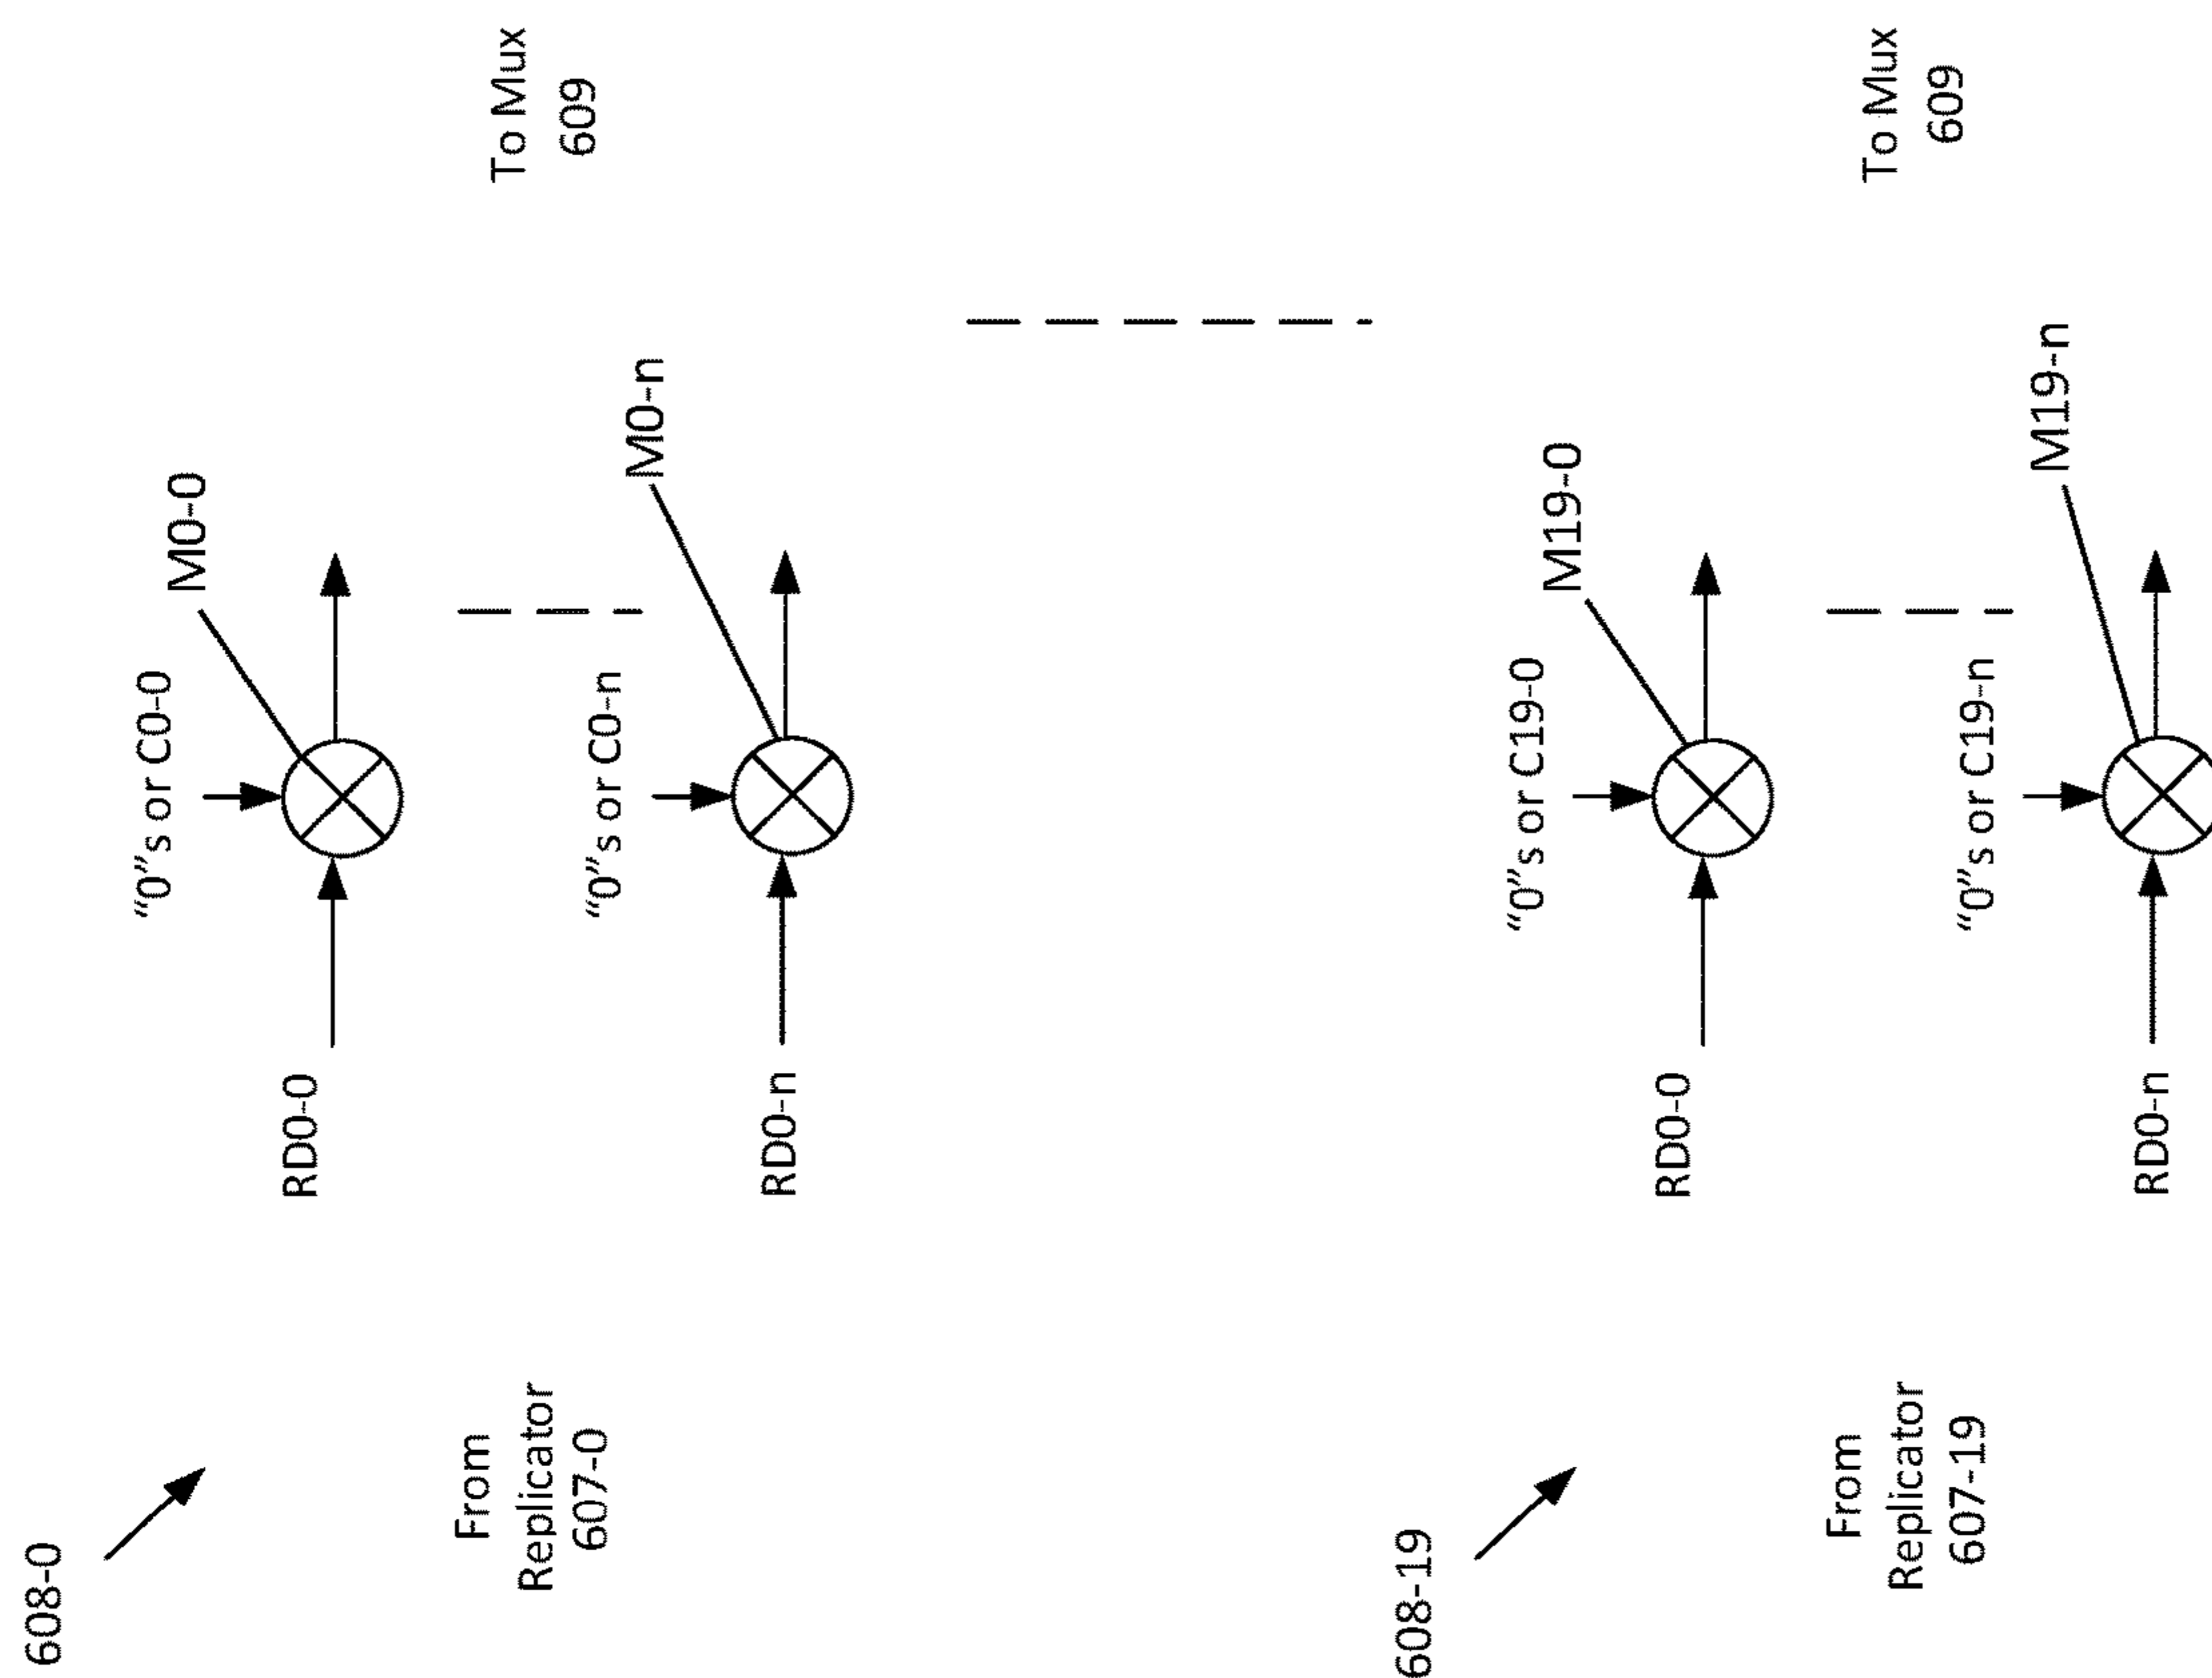 608-0
From
Replicator
607-0
RD0-0
"0"s or C0-0
M0-0
RD0-n
"0"s or C0-n
M0-n
To Mux
609
608-19
From
Replicator
607-19
RD0-0
"0"s or C19-0
M19-0
RD0-n
"0"s or C19-n
M19-n
To Mux
609